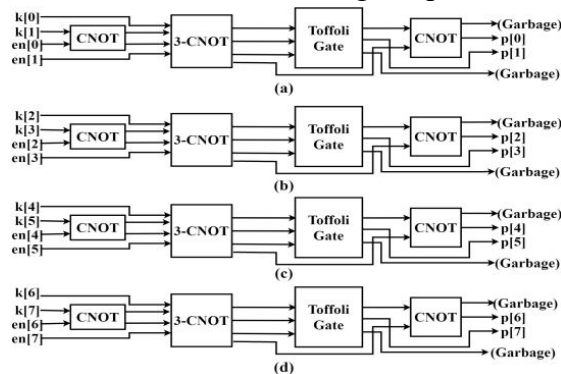 k[0]
k[1]
en[0]
en[1]
CNOT
3-CNOT
Toffoli
Gate
CNOT
(Garbage)
p[0]
p[1]
(Garbage)
(a)
k[2]
k[3]
en[2]
en[3]
CNOT
3-CNOT
Toffoli
Gate
CNOT
(Garbage)
p[2]
p[3]
(Garbage)
(b)
k[4]
k[5]
en[4]
en[5]
CNOT
3-CNOT
Toffoli
Gate
CNOT
(Garbage)
p[4]
p[5]
(Garbage)
(c)
k[6]
k[7]
en[6]
en[7]
CNOT
3-CNOT
Toffoli
Gate
CNOT
(Garbage)
p[6]
p[7]
(Garbage)
(d)